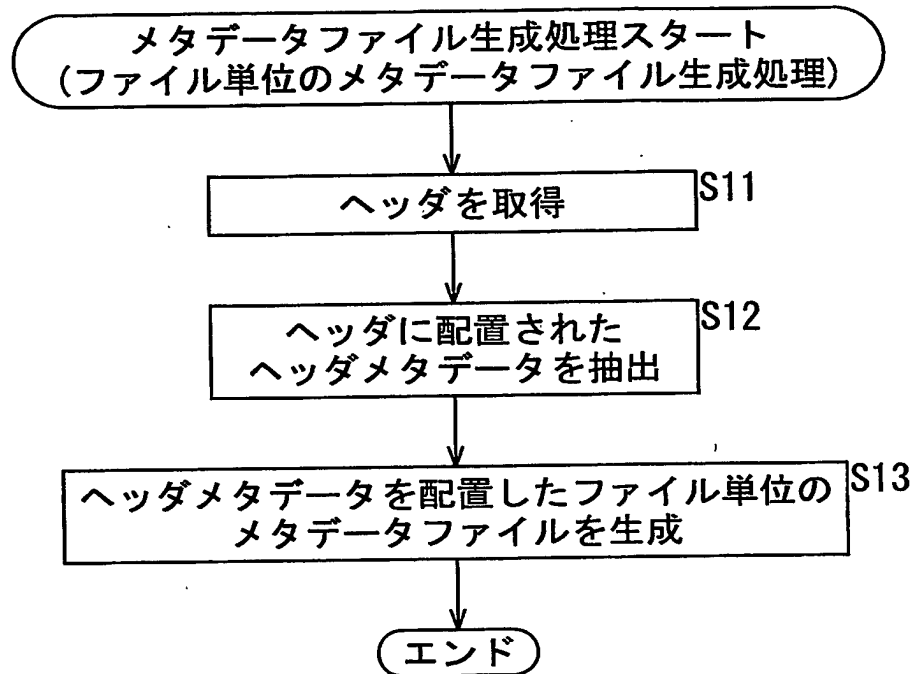 メタデータファイル生成処理スタート
(ファイル単位のメタデータファイル生成処理)
S11
ヘッダを取得
S12
ヘッダに配置された
ヘッダメタデータを抽出
S13
ヘッダメタデータを配置したファイル単位の
メタデータファイルを生成
エンド